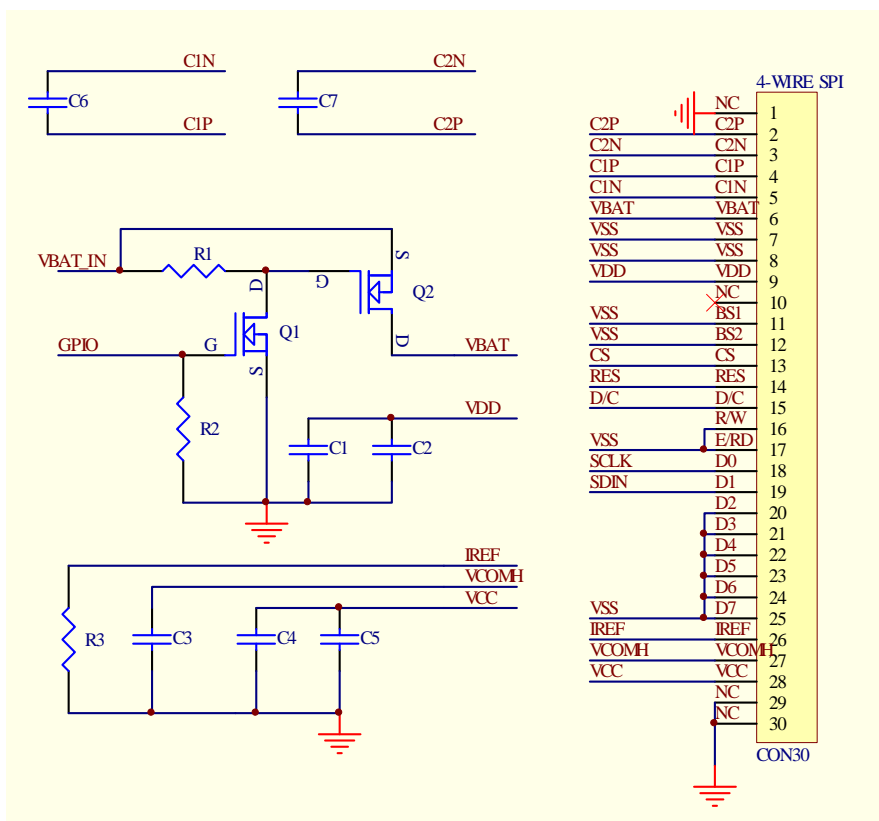 C1N
C6
C1P
C2N
C7
C2P
VBAT_IN
R1
D
G
S
Q2
D
VBAT
GPIO
G
Q1
S
R2
VDD
C1
C2
IREF
VCOMH
VCC
R3
C3
C4
C5
4-WIRE SPI
NC 1
C2P C2P 2
C2N C2N 3
C1P C1P 4
C1N C1N 5
VBAT VBAT 6
VSS VSS 7
VSS VSS 8
VDD VDD 9
NC 10
VSS BS1 11
VSS BS2 12
CS CS 13
RES RES 14
D/C D/C 15
R/W 16
VSS E/RD 17
SCLK D0 18
SDIN D1 19
D2 20
D3 21
D4 22
D5 23
D6 24
VSS D7 25
IREF IREF 26
VCOMH VCOMH 27
VCC VCC 28
NC 29
NC 30
CON30